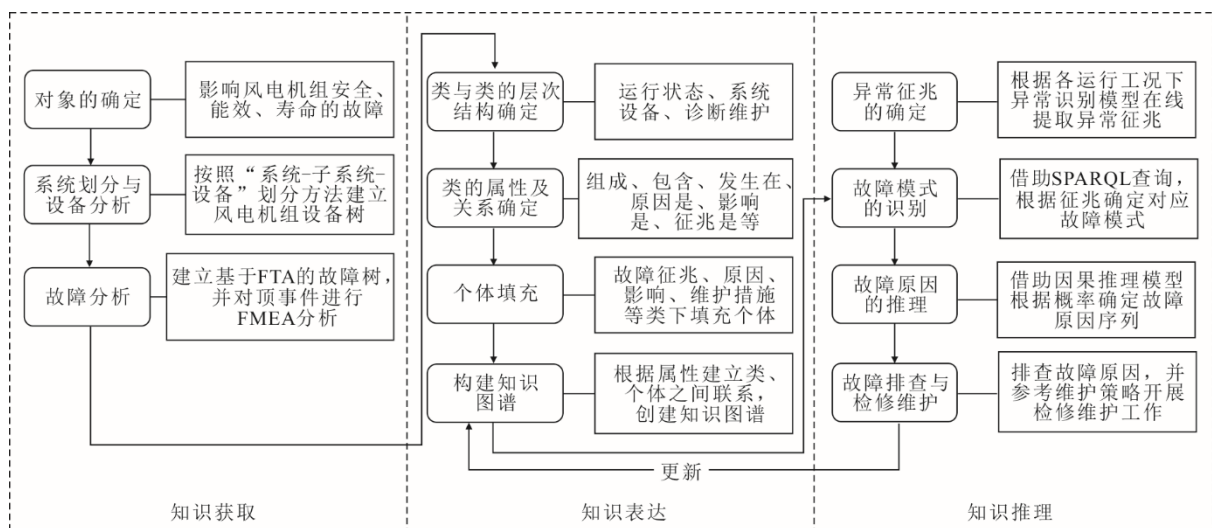 对象的确定
影响风电机组安全、
能效、寿命的故障
系统划分与
设备分析
按照“系统-子系统-
设备”划分方法建立
风电机组设备树
故障分析
建立基于FTA的故障树，
并对顶事件进行
FMEA分析
知识获取
类与类的层次
结构确定
运行状态、系统
设备、诊断维护
类的属性及
关系确定
组成、包含、发生在、
原因是、影响
是、征兆是等
个体填充
故障征兆、原因、
影响、维护措施
等类下填充个体
构建知识
图谱
根据属性建立类、
个体之间联系，
创建知识图谱
知识表达
异常征兆
的确定
根据各运行工况下
异常识别模型在线
提取异常征兆
故障模式
的识别
借助SPARQL查询，
根据征兆确定对应
故障模式
故障原因
的推理
借助因果推理模型
根据概率确定故障
原因序列
故障排查与
检修维护
排查故障原因，并
参考维护策略开展
检修维护工作
更新
知识推理